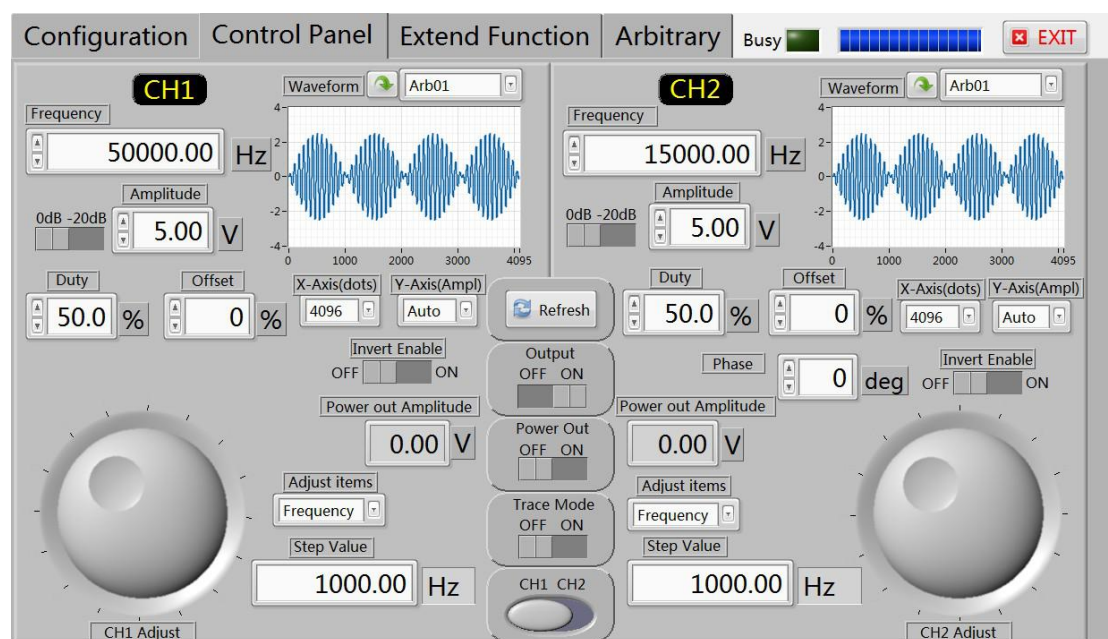 Configuration Control Panel Extend Function Arbitrary Busy EXIT
CH1
Waveform Arb01
Frequency
50000.00 Hz
Amplitude
0dB -20dB
5.00 V
4
2
0
-2
-4
0 1000 2000 3000 4095
Duty Offset X-Axis(dots) Y-Axis(Ampl)
50.0 % 0 % 4096 Auto
Invert Enable
OFF ON
Power out Amplitude
0.00 V
Adjust items
Frequency
Step Value
1000.00 Hz
CH1 Adjust
Refresh
Output
OFF ON
Power Out
OFF ON
Trace Mode
OFF ON
CH1 CH2
CH2
Waveform Arb01
Frequency
15000.00 Hz
Amplitude
0dB -20dB
5.00 V
4
2
0
-2
-4
0 1000 2000 3000 4095
Duty Offset X-Axis(dots) Y-Axis(Ampl)
50.0 % 0 % 4096 Auto
Phase 0 deg
Invert Enable
OFF ON
Power out Amplitude
0.00 V
Adjust items
Frequency
Step Value
1000.00 Hz
CH2 Adjust